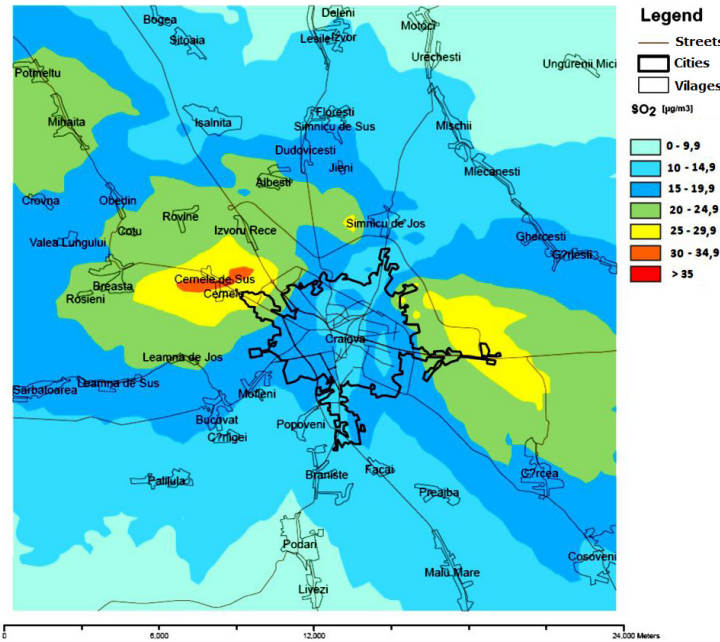 Bogea
Sitoaia
Deleni
Lesile Izvor
Motoci
Urechesti
Ungurenii Mici
Potmeltu
Mihaita
Isalnita
Floresti
Simnicu de Sus
Mischii
Dudovicesti
Jieni
Mlecanesti
Albesti
Crovna
Obedin
Rovine
Cotu
Izvoru Rece
Simnicu de Jos
Valea Lungului
Ghercesti
G?rlesti
Breasta
Rosieni
Cernele de Sus
Cernele
Craiova
Leamna de Jos
Leamna de Sus
Sarbatoarea
Mofleni
Bucovat
C?rligei
Popoveni
Palilula
Braniste
Facai
Preajba
G?rcea
Podari
Livezi
Malu Mare
Cosoveni
Legend
Streets
Cities
Vilages
SO2 [µg/m3]
0 - 9,9
10 - 14,9
15 - 19,9
20 - 24,9
25 - 29,9
30 - 34,9
> 35
0 6.000 12.000 24.000 Meters